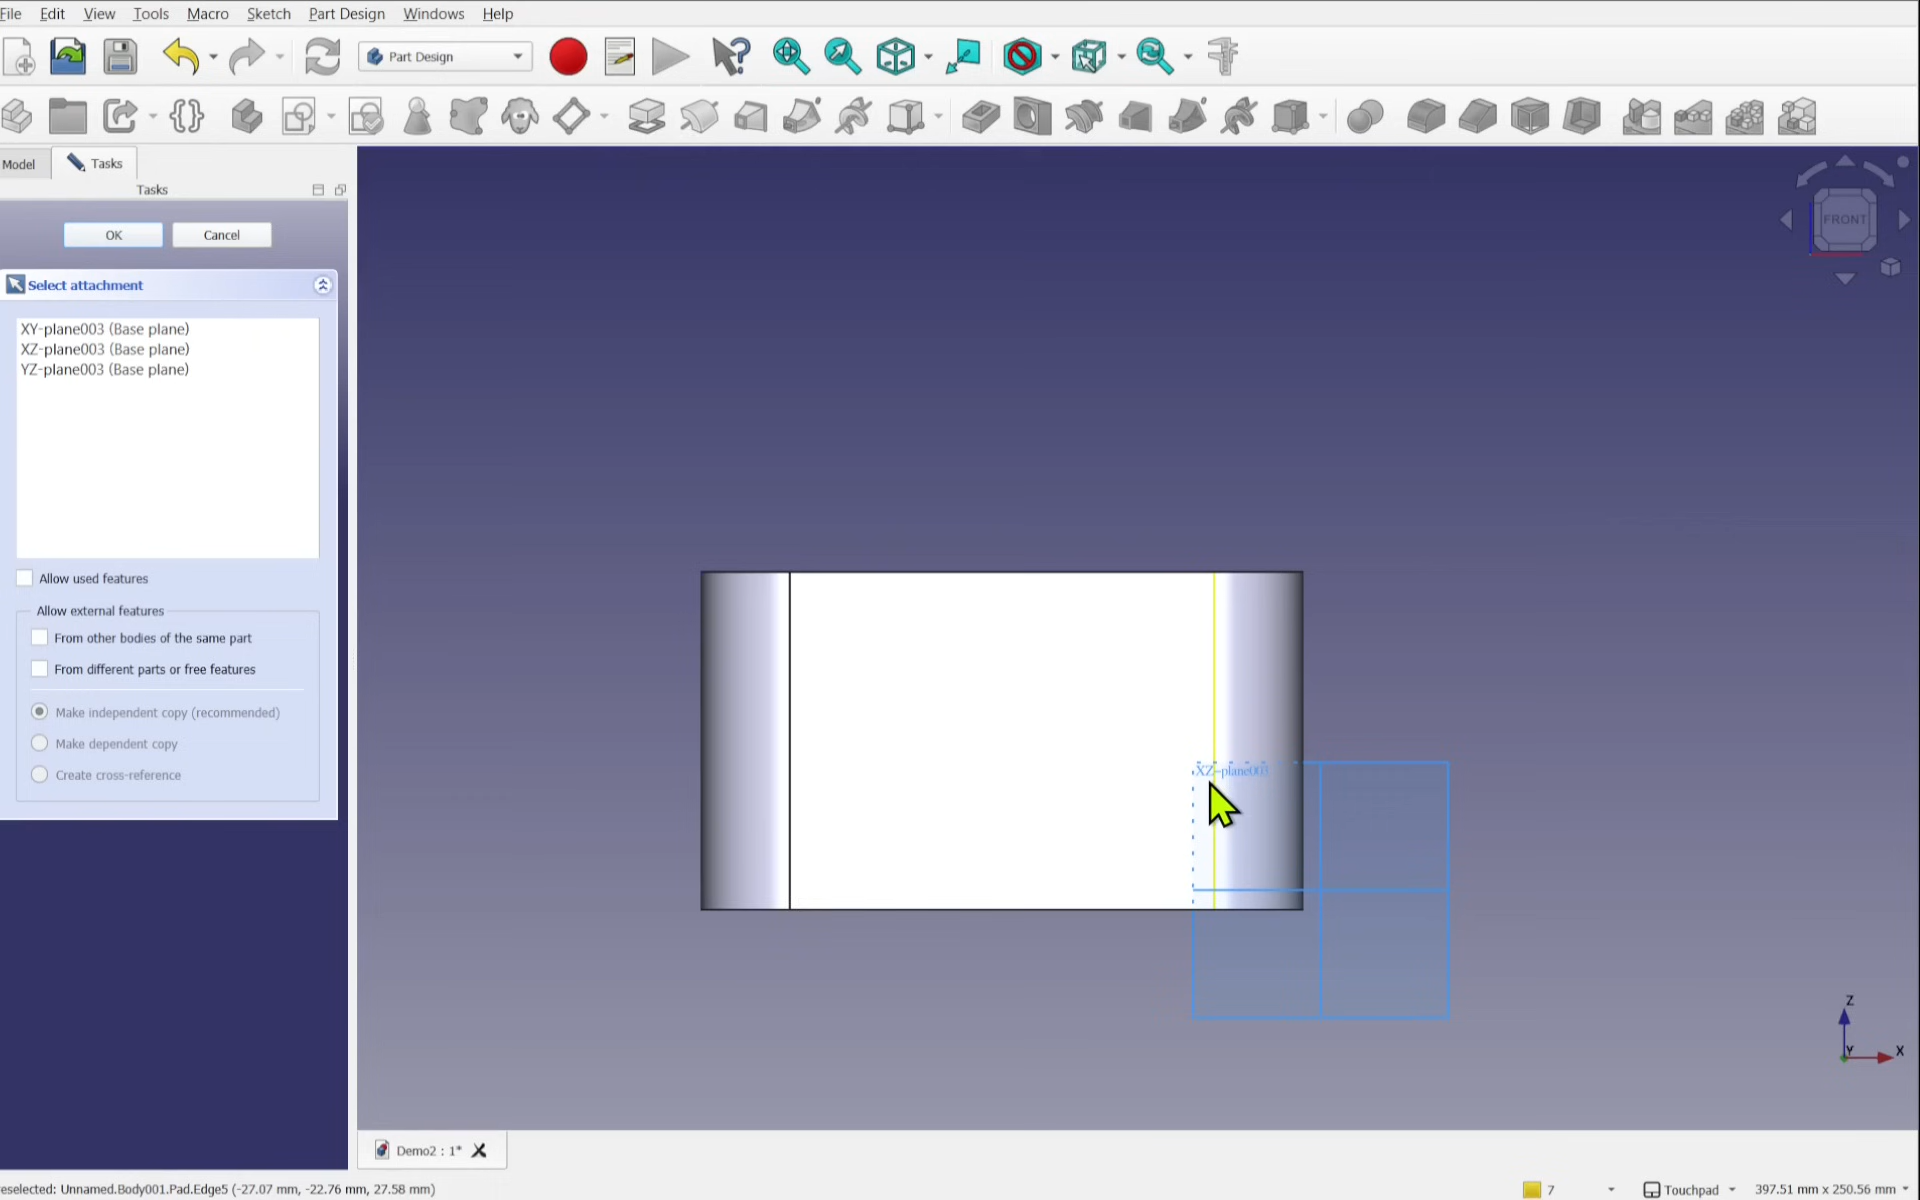 File Edit View Tools Macro Sketch Part Design Windows Help
Part Design
Model
Tasks
Tasks
OK
Cancel
Select attachment
XY-plane003 (Base plane)
XZ-plane003 (Base plane)
YZ-plane003 (Base plane)
Allow used features
Allow external features
From other bodies of the same part
From different parts or free features
Make independent copy (recommended)
Make dependent copy
Create cross-reference
FRONT
XZ-plane003
Z
Y
X
Demo2 : 1*
eselected: Unnamed.Body001.Pad.Edge5 (-27.07 mm, -22.76 mm, 27.58 mm)
7
Touchpad
397.51 mm x 250.56 mm